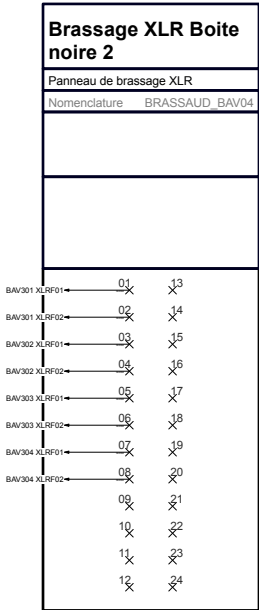 Brassage XLR Boite
noire 2
Panneau de brassage XLR
Nomenclature BRASSAUD_BAV04
BAV301 XLRF01 01 13
BAV301 XLRF02 02 14
BAV302 XLRF01 03 15
BAV302 XLRF02 04 16
BAV303 XLRF01 05 17
BAV303 XLRF02 06 18
BAV304 XLRF01 07 19
BAV304 XLRF02 08 20
09 21
10 22
11 23
12 24